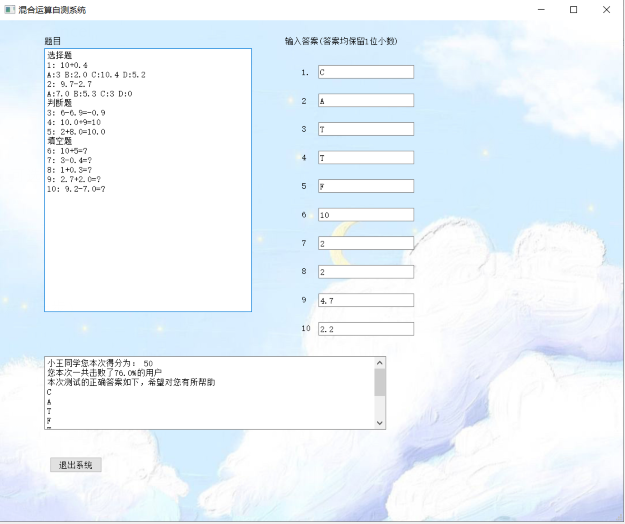 混合运算自测系统
题目
选择题
1: 10+0.4
A:3 B:2.0 C:10.4 D:5.2
2: 9.7-2.7
A:7.0 B:5.3 C:3 D:0
判断题
3: 6-6.9=-0.9
4: 10.0+9=10
5: 2+8.0=10.0
填空题
6: 10+5=?
7: 3-0.4=?
8: 1+0.3=?
9: 2.7+2.0=?
10: 9.2-7.0=?
输入答案(答案均保留1位小数)
1. C
2 A
3 T
4 T
5 F
6 10
7 2
8 2
9 4.7
10 2.2
小王同学您本次得分为: 50
您本次一共击败了76.0%的用户
本次测试的正确答案如下，希望对您有所帮助
C
A
T
F
退出系统